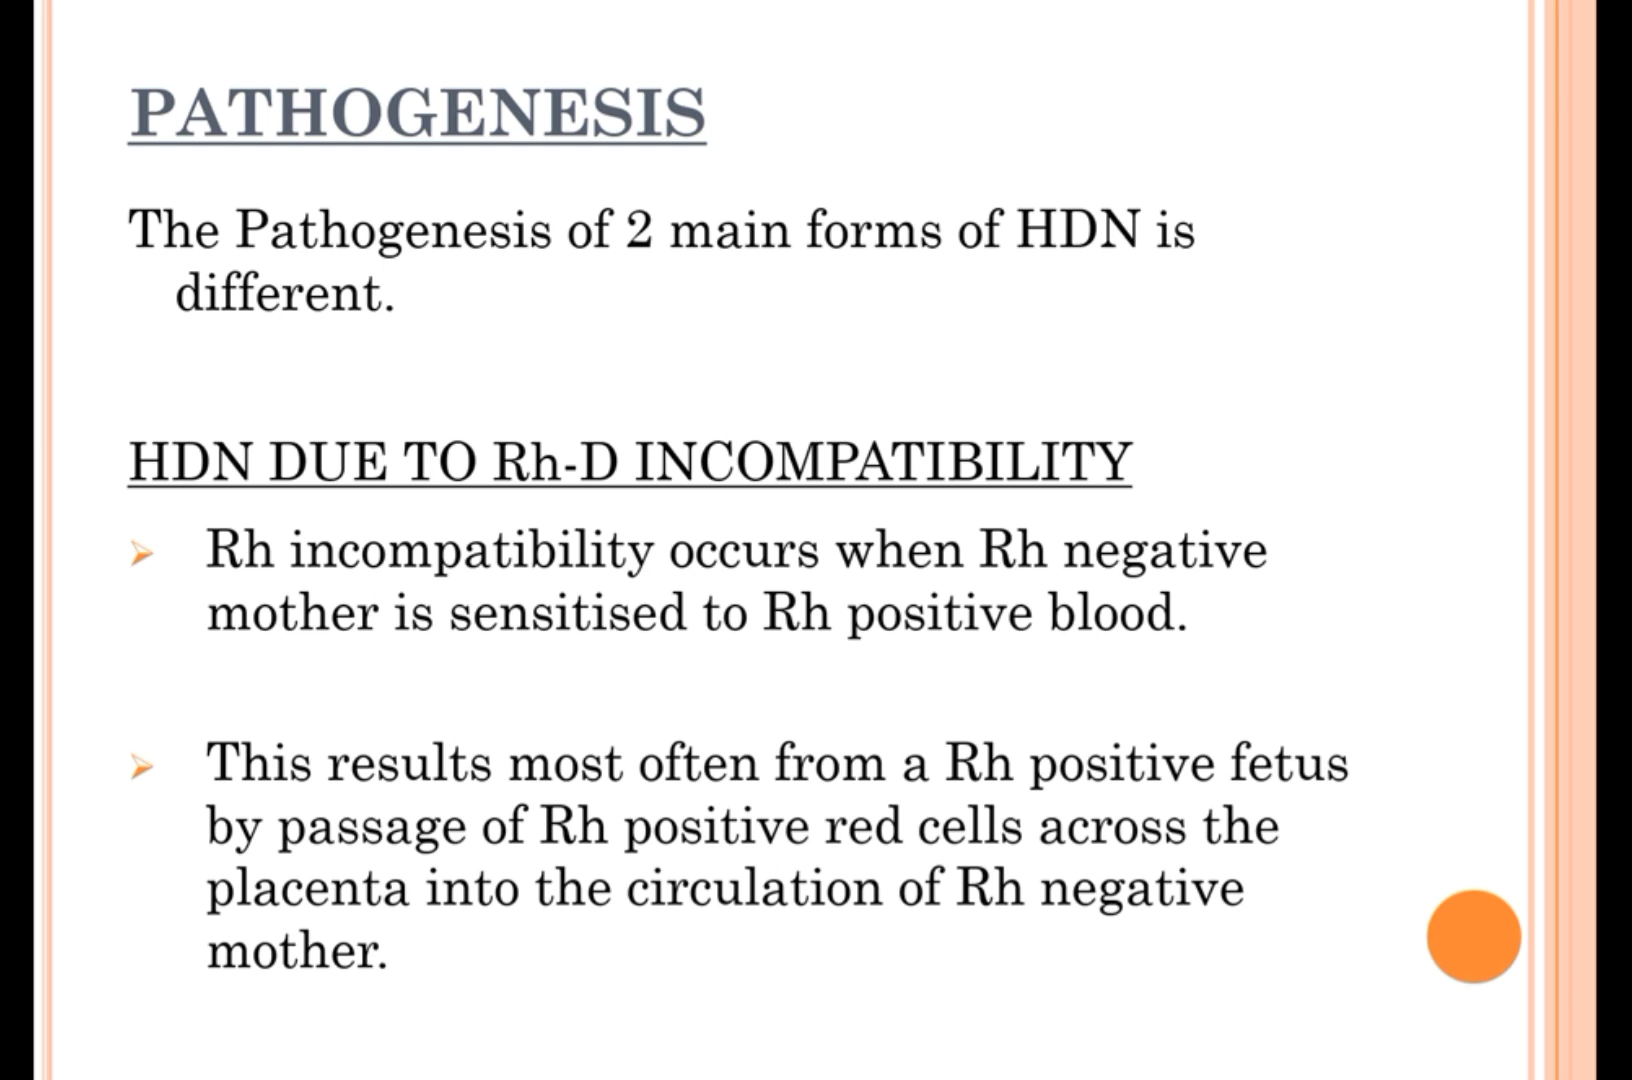 PATHOGENESIS
The Pathogenesis of 2 main forms of HDN is
different.
HDN DUE TO Rh-D INCOMPATIBILITY
Rh incompatibility occurs when Rh negative
mother is sensitised to Rh positive blood.
This results most often from a Rh positive fetus
by passage of Rh positive red cells across the
placenta into the circulation of Rh negative
mother.